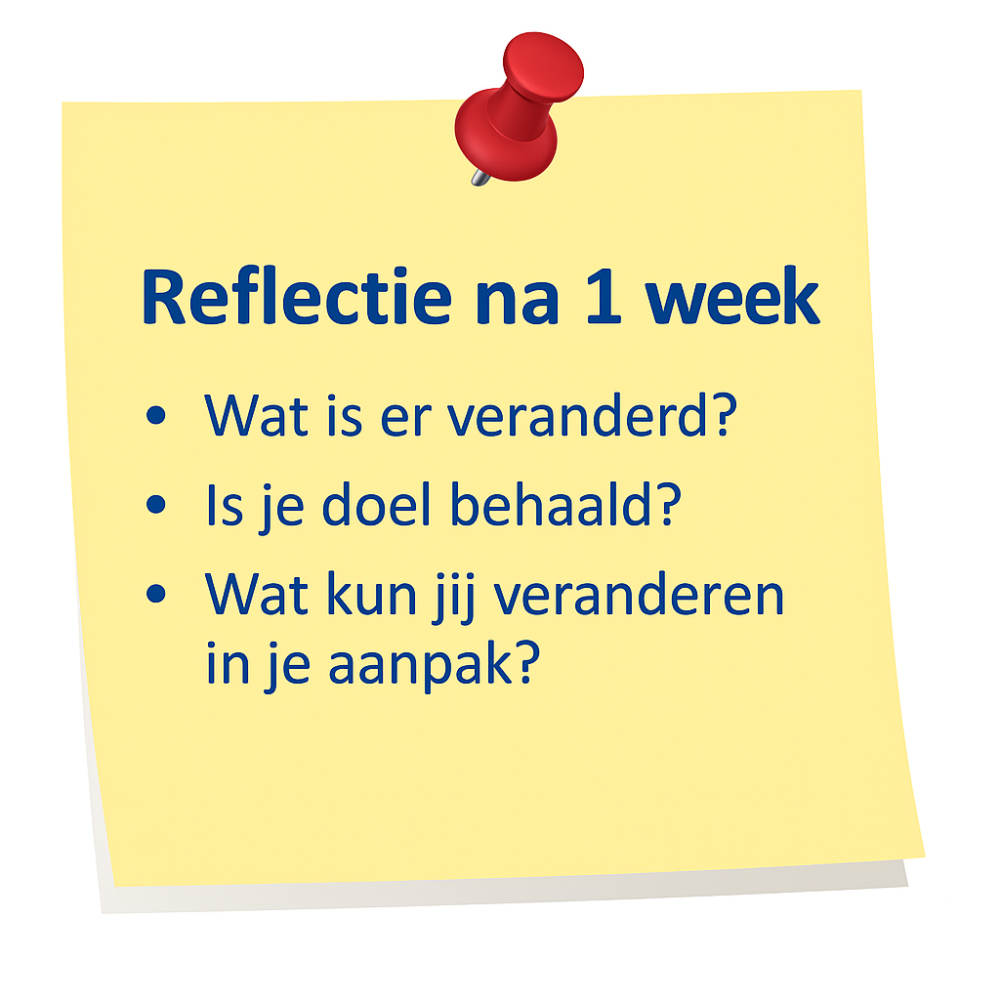 Reflectie na 1 week
• Wat is er veranderd?
• Is je doel behaald?
• Wat kun jij veranderen
in je aanpak?